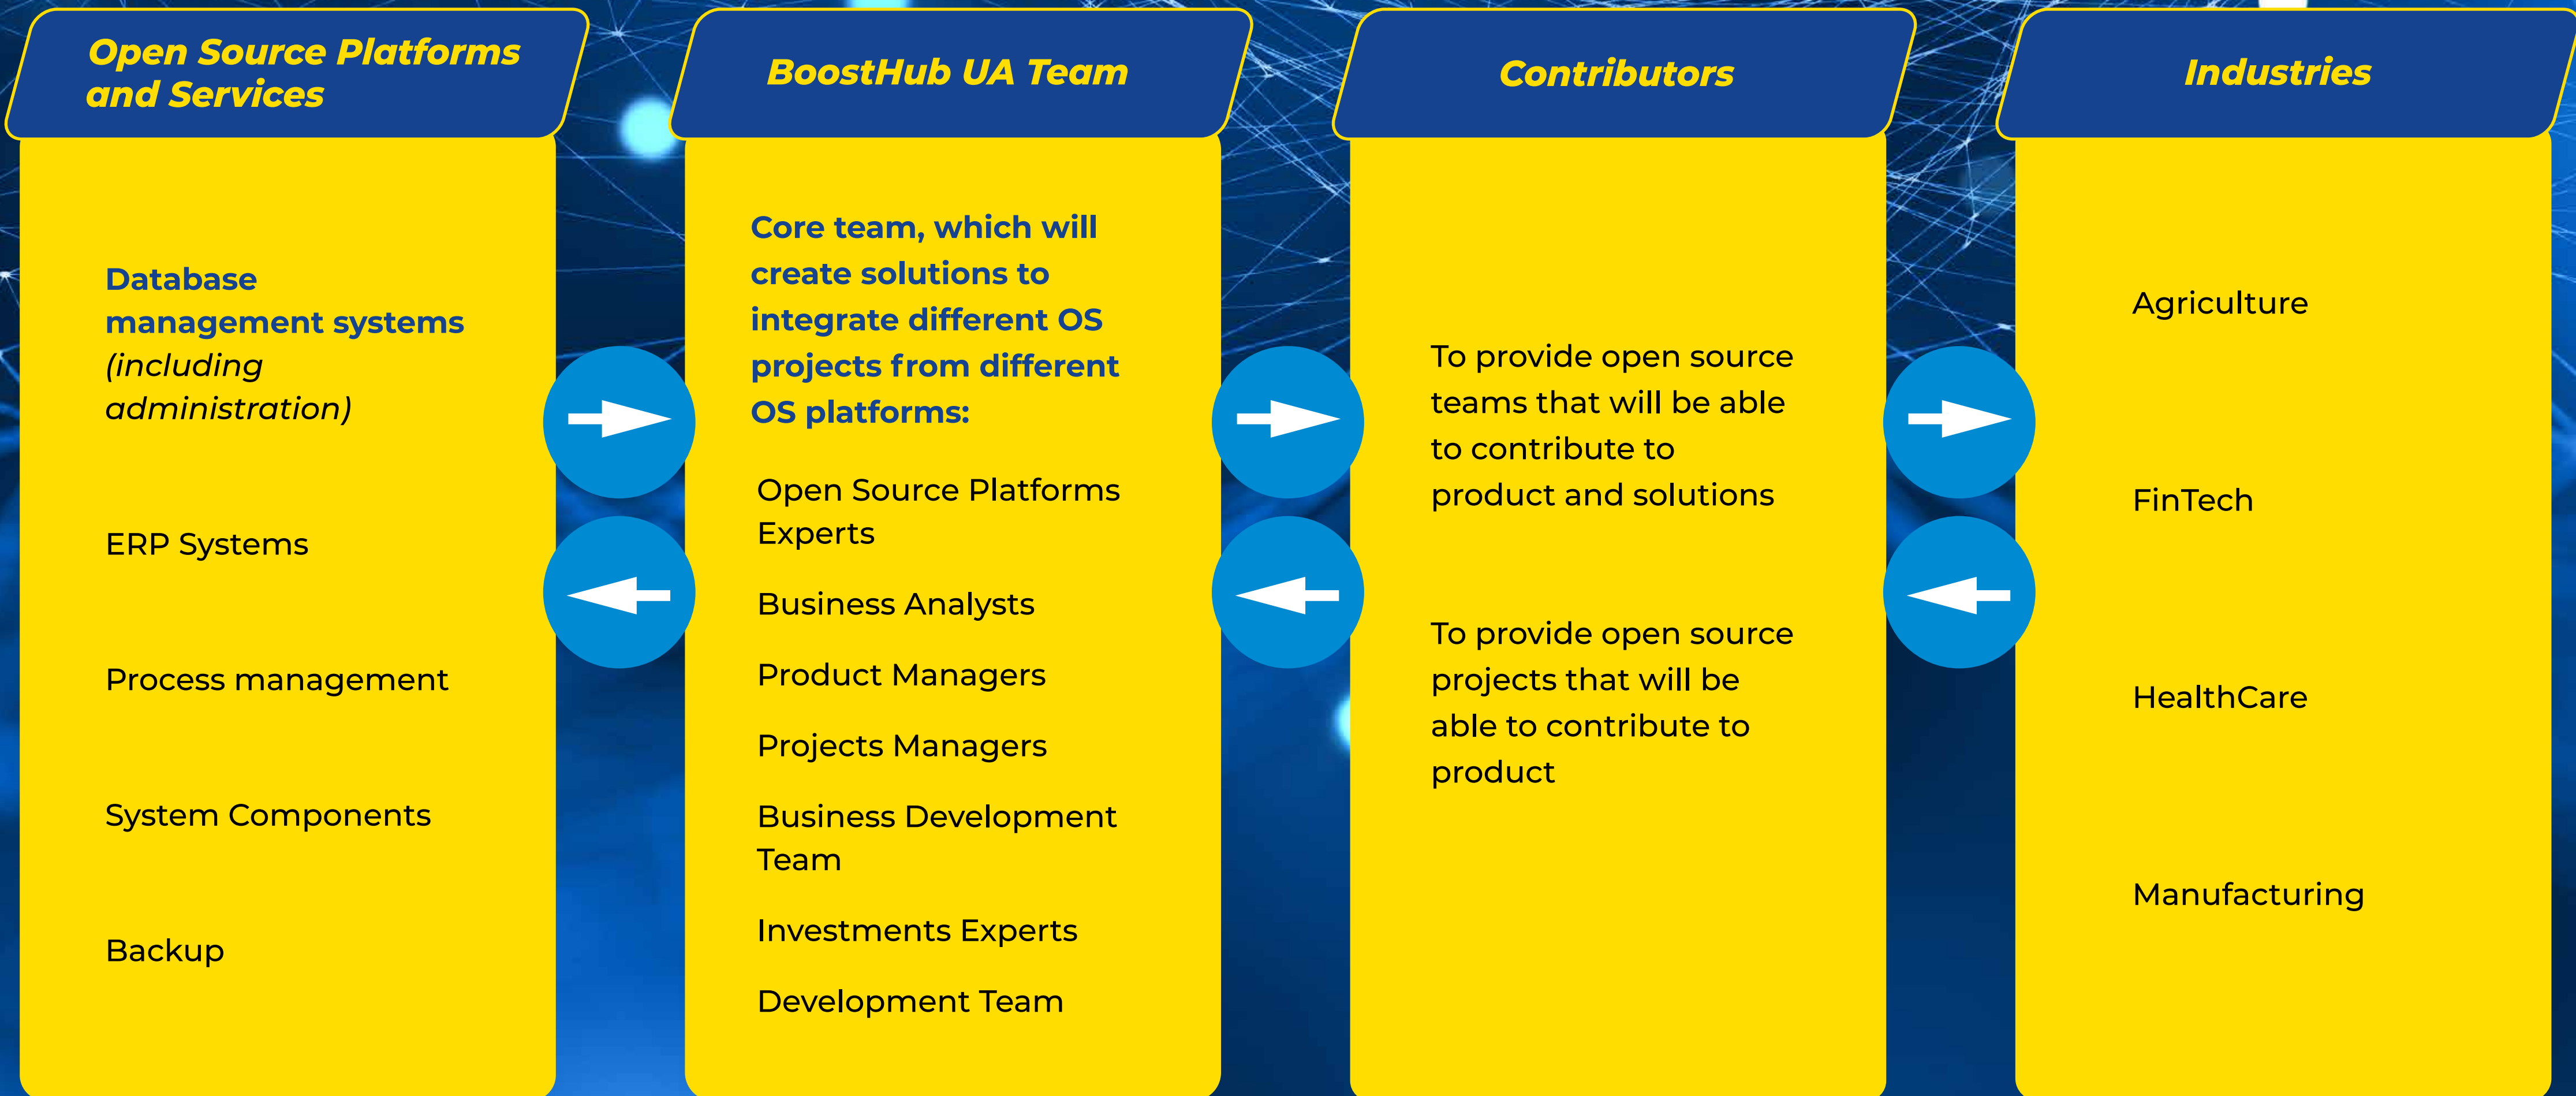 Open Source Platforms
and Services
Database
management systems
(including
administration)
ERP Systems
Process management
System Components
Backup
BoostHub UA Team
Core team, which will
create solutions to
integrate different OS
projects from different
OS platforms:
Open Source Platforms
Experts
Business Analysts
Product Managers
Projects Managers
Business Development
Team
Investments Experts
Development Team
Contributors
To provide open source
teams that will be able
to contribute to
product and solutions
To provide open source
projects that will be
able to contribute to
product
Industries
Agriculture
FinTech
HealthCare
Manufacturing